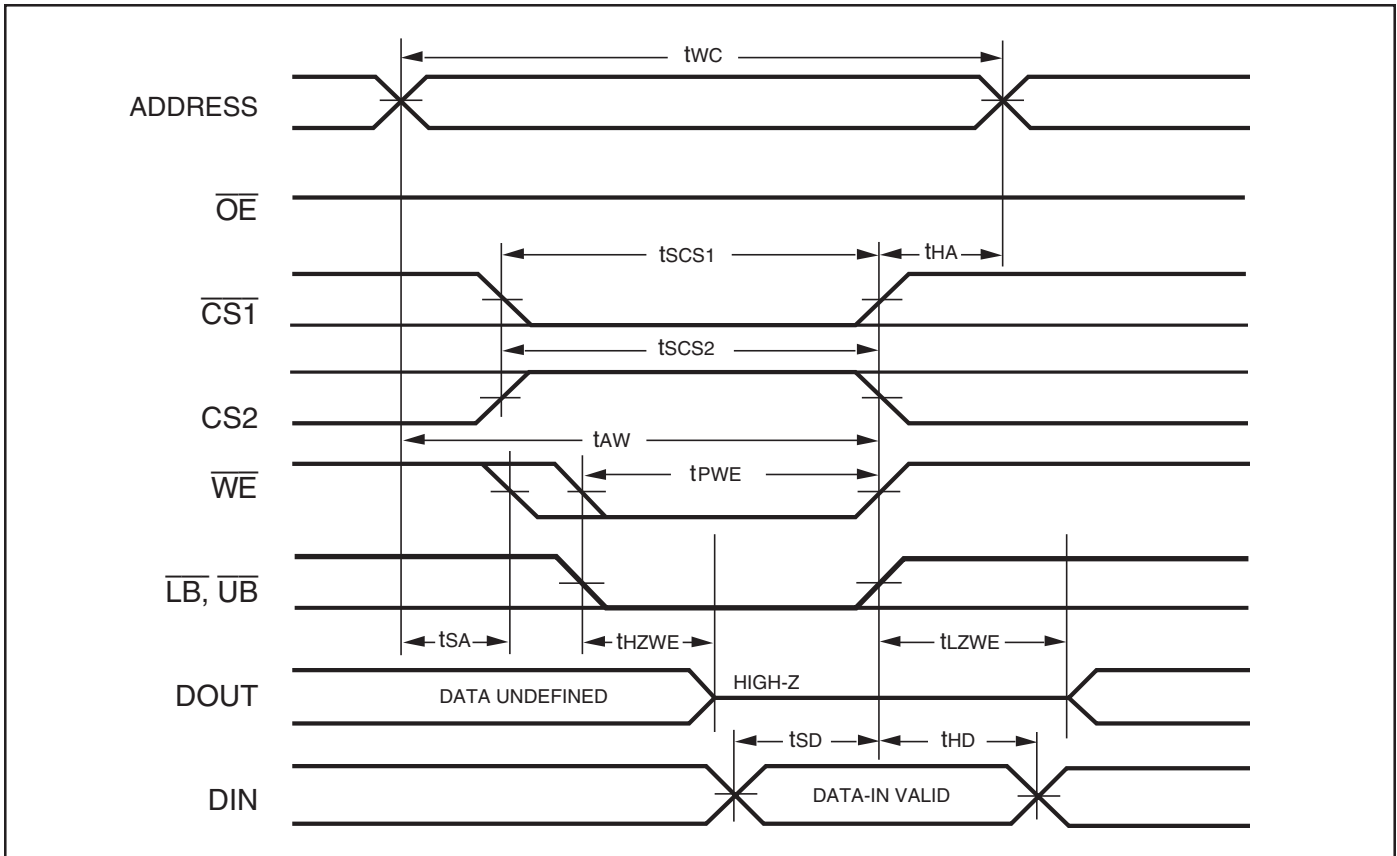 tWC
ADDRESS
OE
tSCS1
tHA
CS1
tSCS2
CS2
tAW
WE
tPWE
LB, UB
tSA
tHZWE
tLZWE
DOUT
DATA UNDEFINED
HIGH-Z
tSD
tHD
DIN
DATA-IN VALID